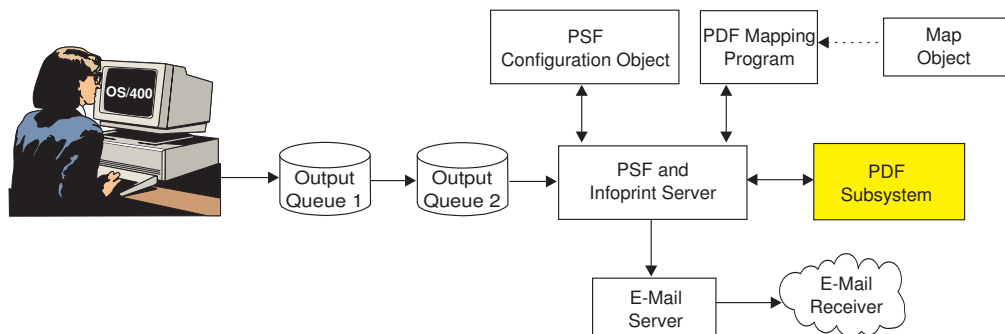 PSF
Configuration Object
PDF Mapping
Program
Map
Object
OS/400
Output
Queue 1
Output
Queue 2
PSF and
Infoprint Server
PDF
Subsystem
E-Mail
Server
E-Mail
Receiver